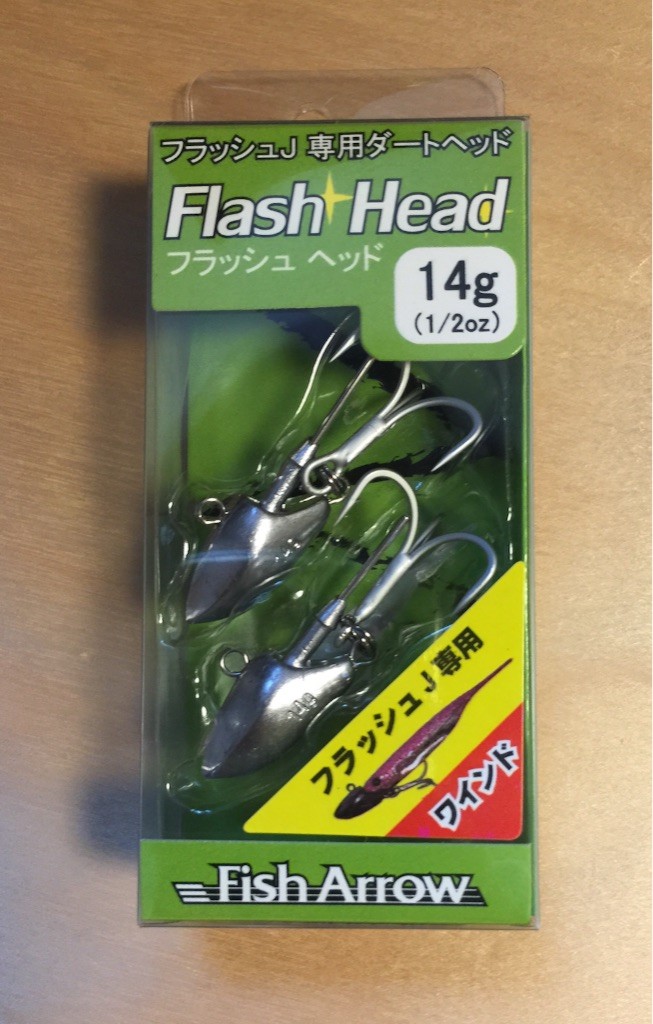 フラッシュJ 専用ダートヘッド
Flash Head
フラッシュ ヘッド
14g
(1/2oz)
14g
フラッシュJ専用
ワインド
Fish Arrow